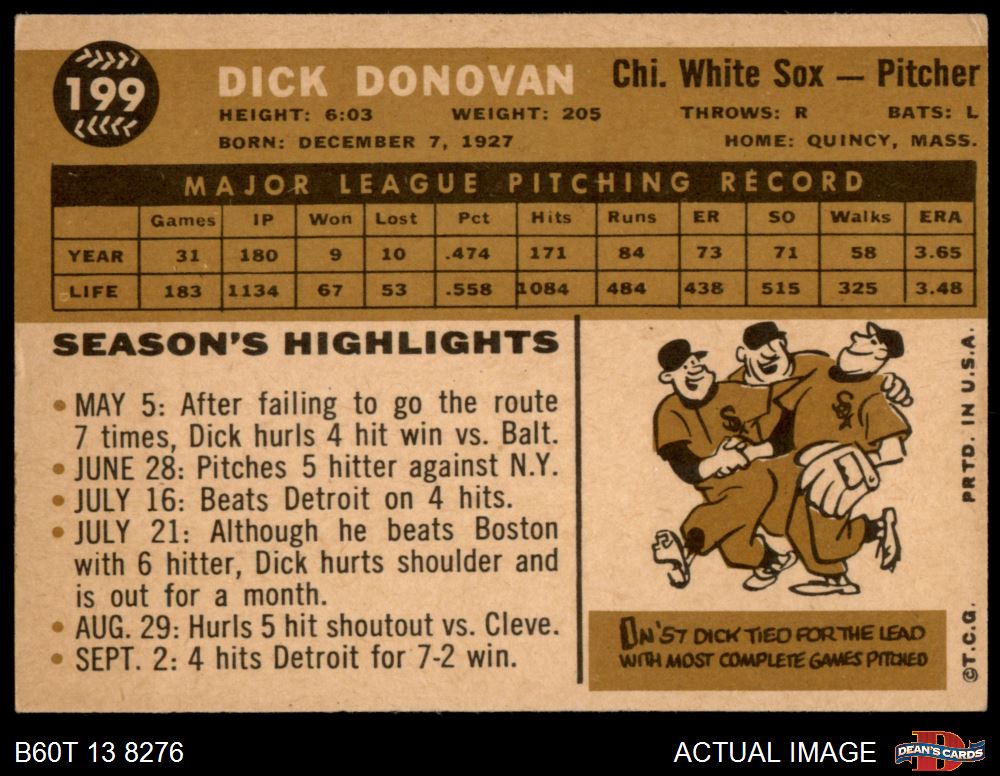 199
DICK DONOVAN Chi. White Sox — Pitcher
HEIGHT: 6:03 WEIGHT: 205 THROWS: R BATS: L
BORN: DECEMBER 7, 1927 HOME: QUINCY, MASS.
MAJOR LEAGUE PITCHING RECORD
Games IP Won Lost Pct Hits Runs ER SO Walks ERA
YEAR 31 180 9 10 .474 171 84 73 71 58 3.65
LIFE 183 1134 67 53 .558 1084 484 438 515 325 3.48
SEASON'S HIGHLIGHTS
• MAY 5: After failing to go the route
7 times, Dick hurls 4 hit win vs. Balt.
• JUNE 28: Pitches 5 hitter against N.Y.
• JULY 16: Beats Detroit on 4 hits.
• JULY 21: Although he beats Boston
with 6 hitter, Dick hurts shoulder and
is out for a month.
• AUG. 29: Hurls 5 hit shoutout vs. Cleve.
• SEPT. 2: 4 hits Detroit for 7-2 win.
SOX
SOX
IN '57 DICK TIED FOR THE LEAD
WITH MOST COMPLETE GAMES PITCHED
©T.C.G. PRTD. IN U.S.A.
B60T 13 8276 ACTUAL IMAGE
D
DEAN'S CARDS